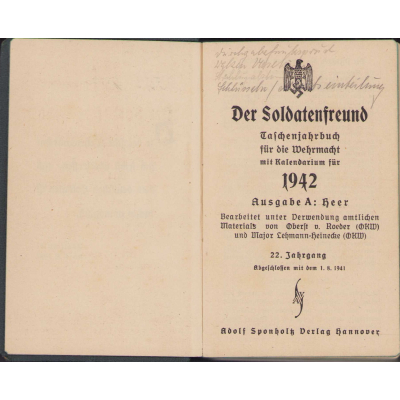 Der Soldatenfreund
Taschenjahrbuch
für die Wehrmacht
mit Kalendarium für
1942
Ausgabe A: Heer
Bearbeitet unter Verwendung amtlichen
Materials von Oberst v. Roeder (OKW)
und Major Lehmann-Heinecke (OKW)
22. Jahrgang
Abgeschlossen mit dem 1. 8. 1941
Adolf Sponholtz Verlag Hannover